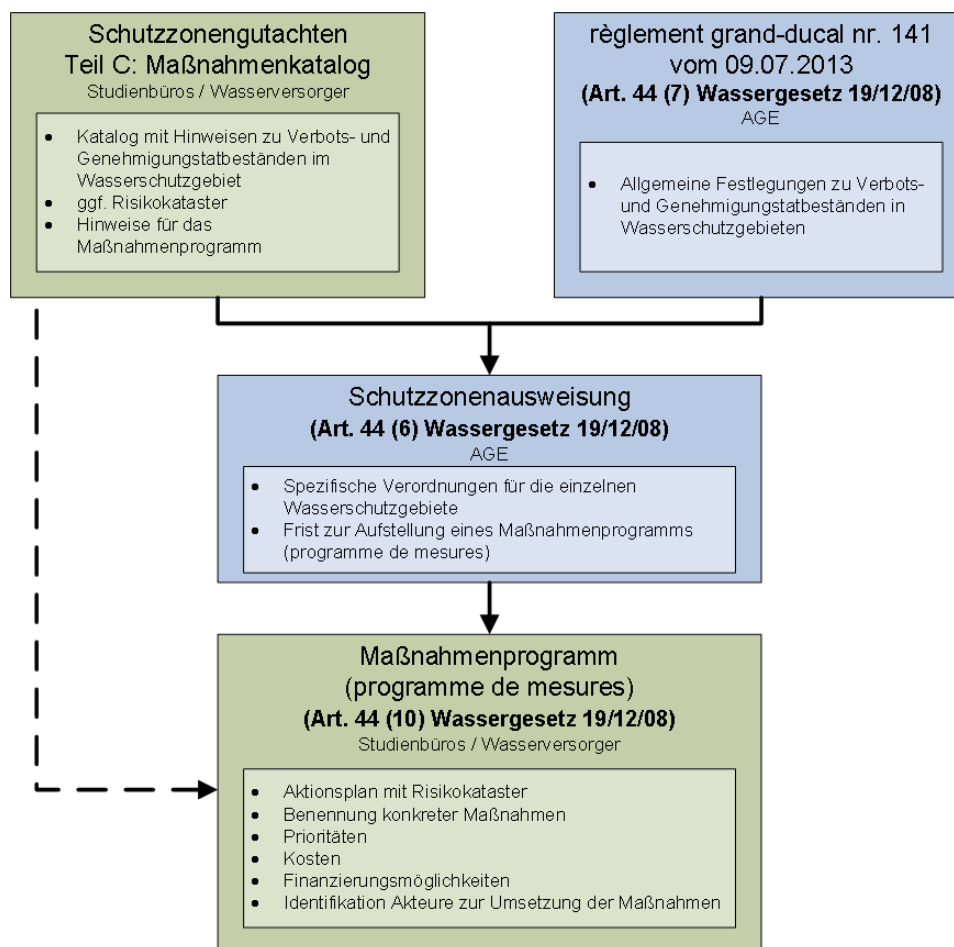 Schutzzonengutachten
Teil C: Maßnahmenkatalog
Studienbüros / Wasserversorger
• Katalog mit Hinweisen zu Verbots- und
Genehmigungstatbeständen im
Wasserschutzgebiet
• ggf. Risikokataster
• Hinweise für das
Maßnahmenprogramm
règlement grand-ducal nr. 141
vom 09.07.2013
(Art. 44 (7) Wassergesetz 19/12/08)
AGE
• Allgemeine Festlegungen zu Verbots-
und Genehmigungstatbeständen in
Wasserschutzgebieten
Schutzzonenausweisung
(Art. 44 (6) Wassergesetz 19/12/08)
AGE
• Spezifische Verordnungen für die einzelnen
Wasserschutzgebiete
• Frist zur Aufstellung eines Maßnahmenprogramms
(programme de mesures)
Maßnahmenprogramm
(programme de mesures)
(Art. 44 (10) Wassergesetz 19/12/08)
Studienbüros / Wasserversorger
• Aktionsplan mit Risikokataster
• Benennung konkreter Maßnahmen
• Prioritäten
• Kosten
• Finanzierungsmöglichkeiten
• Identifikation Akteure zur Umsetzung der Maßnahmen